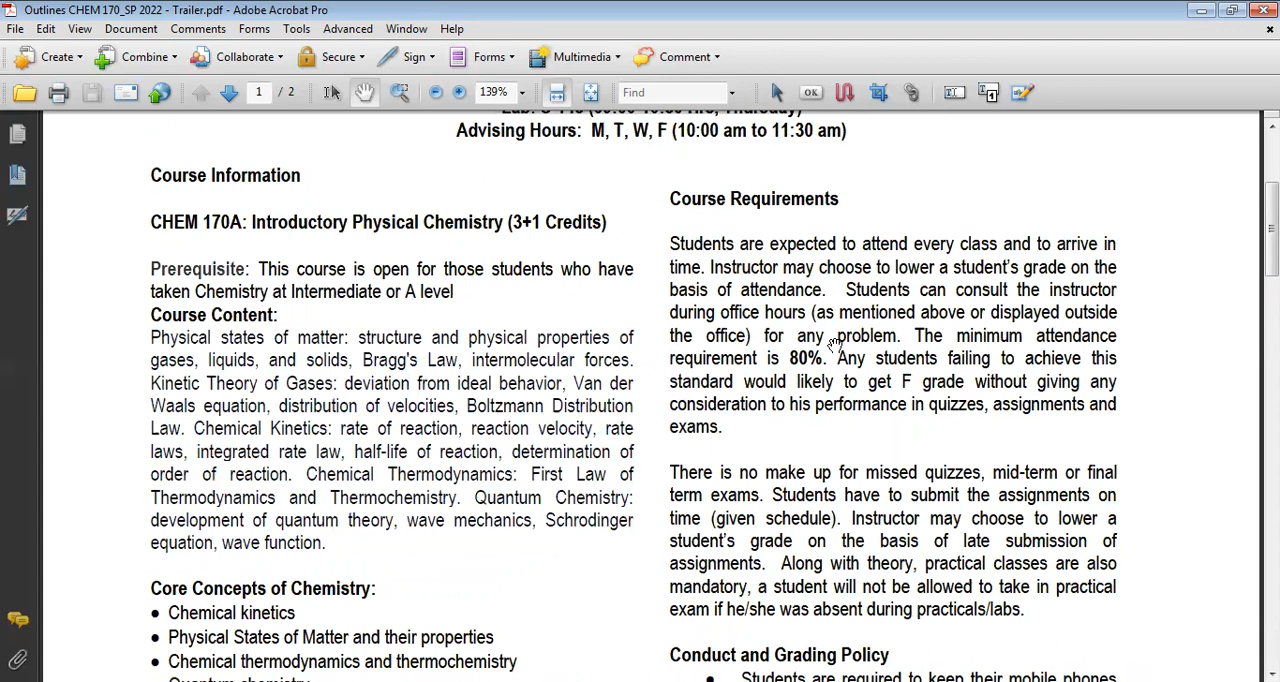 Outlines CHEM 170_SP 2022 - Trailer.pdf - Adobe Acrobat Pro
File Edit View Document Comments Forms Tools Advanced Window Help
Create Combine Collaborate Secure Sign Forms Multimedia Comment
1 / 2 139% Find OK
Advising Hours: M, T, W, F (10:00 am to 11:30 am)
Course Information
CHEM 170A: Introductory Physical Chemistry (3+1 Credits)
Prerequisite: This course is open for those students who have
taken Chemistry at Intermediate or A level
Course Content:
Physical states of matter: structure and physical properties of
gases, liquids, and solids, Bragg's Law, intermolecular forces.
Kinetic Theory of Gases: deviation from ideal behavior, Van der
Waals equation, distribution of velocities, Boltzmann Distribution
Law. Chemical Kinetics: rate of reaction, reaction velocity, rate
laws, integrated rate law, half-life of reaction, determination of
order of reaction. Chemical Thermodynamics: First Law of
Thermodynamics and Thermochemistry. Quantum Chemistry:
development of quantum theory, wave mechanics, Schrodinger
equation, wave function.
Core Concepts of Chemistry:
• Chemical kinetics
• Physical States of Matter and their properties
• Chemical thermodynamics and thermochemistry
Quantum chemistry
Course Requirements
Students are expected to attend every class and to arrive in
time. Instructor may choose to lower a student's grade on the
basis of attendance. Students can consult the instructor
during office hours (as mentioned above or displayed outside
the office) for any problem. The minimum attendance
requirement is 80%. Any students failing to achieve this
standard would likely to get F grade without giving any
consideration to his performance in quizzes, assignments and
exams.
There is no make up for missed quizzes, mid-term or final
term exams. Students have to submit the assignments on
time (given schedule). Instructor may choose to lower a
student's grade on the basis of late submission of
assignments. Along with theory, practical classes are also
mandatory, a student will not be allowed to take in practical
exam if he/she was absent during practicals/labs.
Conduct and Grading Policy
• Students are required to keep their mobile phones